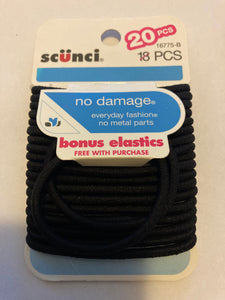 20 PCS
16775-B
scünci®
18 PCS
no damage®
everyday fashion®
no metal parts
bonus elastics
FREE WITH PURCHASE